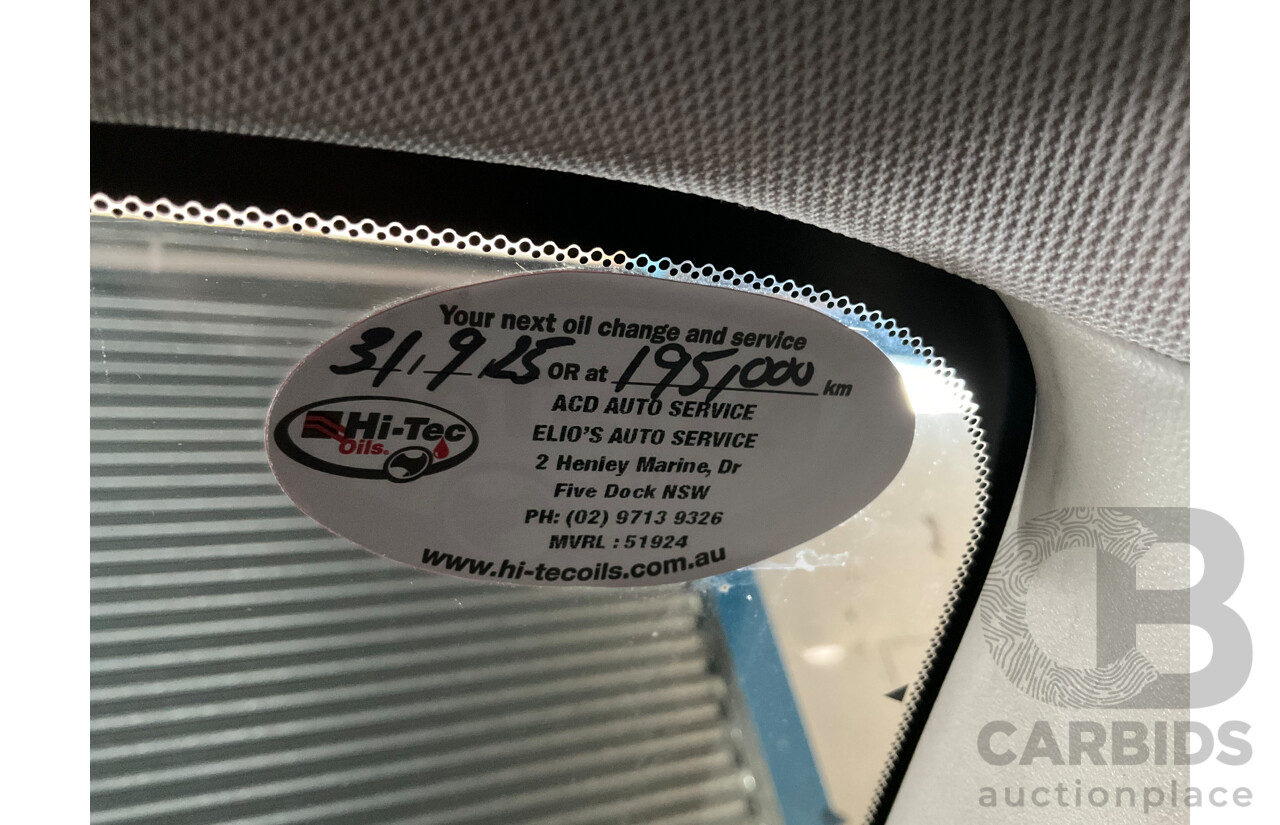 Your next oil change and service
31,9,25 OR at 195,000 km
Hi-Tec
Oils.
ACD AUTO SERVICE
ELIO'S AUTO SERVICE
2 Henley Marine, Dr
Five Dock NSW
PH: (02) 9713 9326
MVRL : 51924
www.hi-tecoils.com.au
CB
CARBIDS
auctionplace